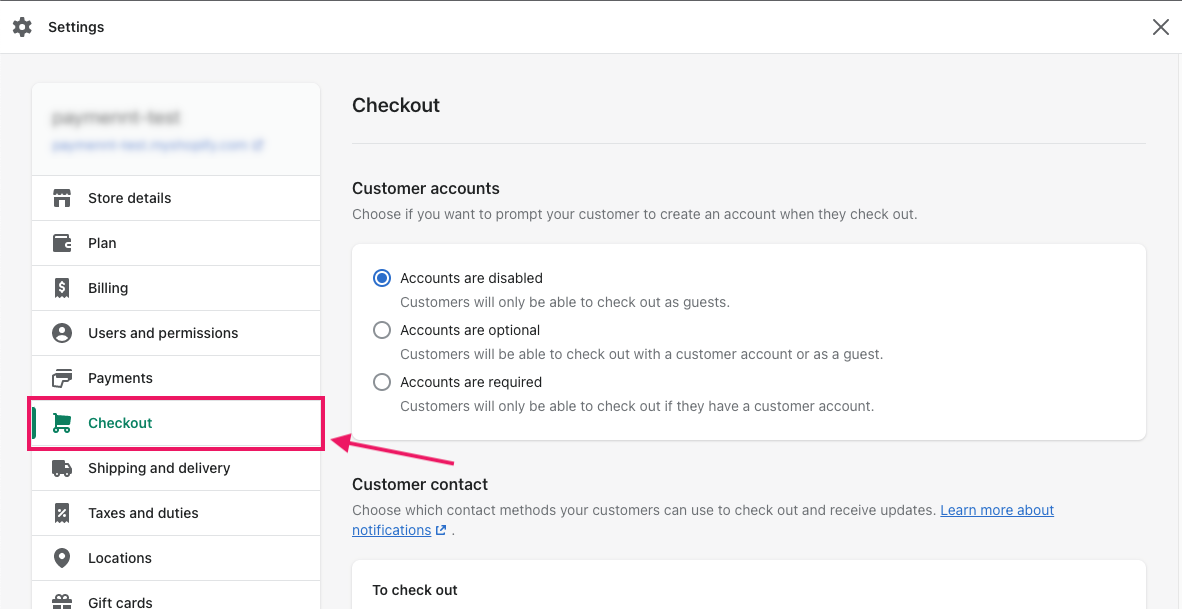 Settings
Checkout
Store details
Plan
Billing
Users and permissions
Payments
Checkout
Shipping and delivery
Taxes and duties
Locations
Gift cards
Customer accounts
Choose if you want to prompt your customer to create an account when they check out.
Accounts are disabled
Customers will only be able to check out as guests.
Accounts are optional
Customers will be able to check out with a customer account or as a guest.
Accounts are required
Customers will only be able to check out if they have a customer account.
Customer contact
Choose which contact methods your customers can use to check out and receive updates. Learn more about
notifications .
To check out